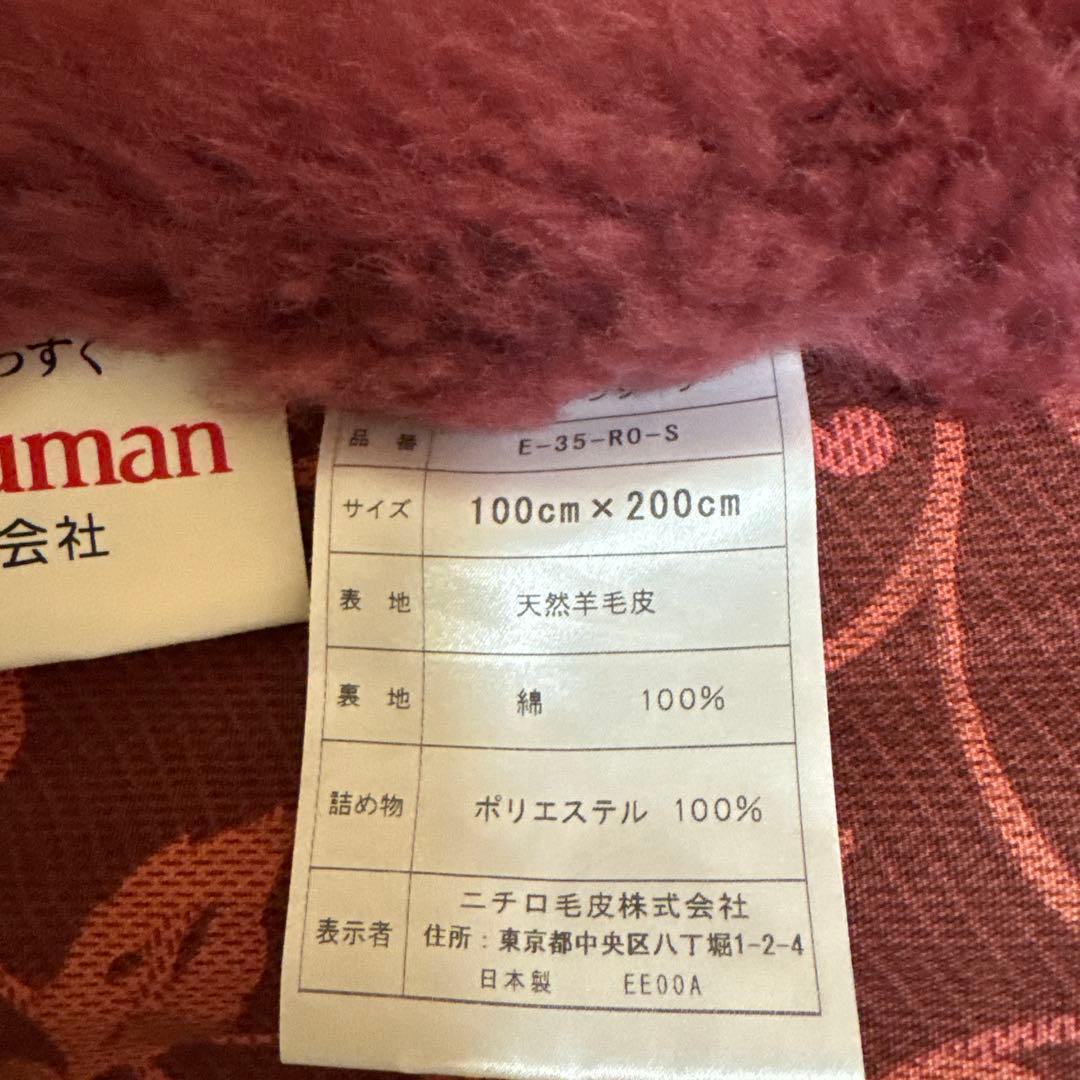 っすく
uman
会社
品番 E-35-RO-S
サイズ 100cm×200cm
表地 天然羊毛皮
裏地 綿 100%
詰め物 ポリエステル 100%
表示者 ニチロ毛皮株式会社
住所：東京都中央区八丁堀1-2-4
日本製 EE00A